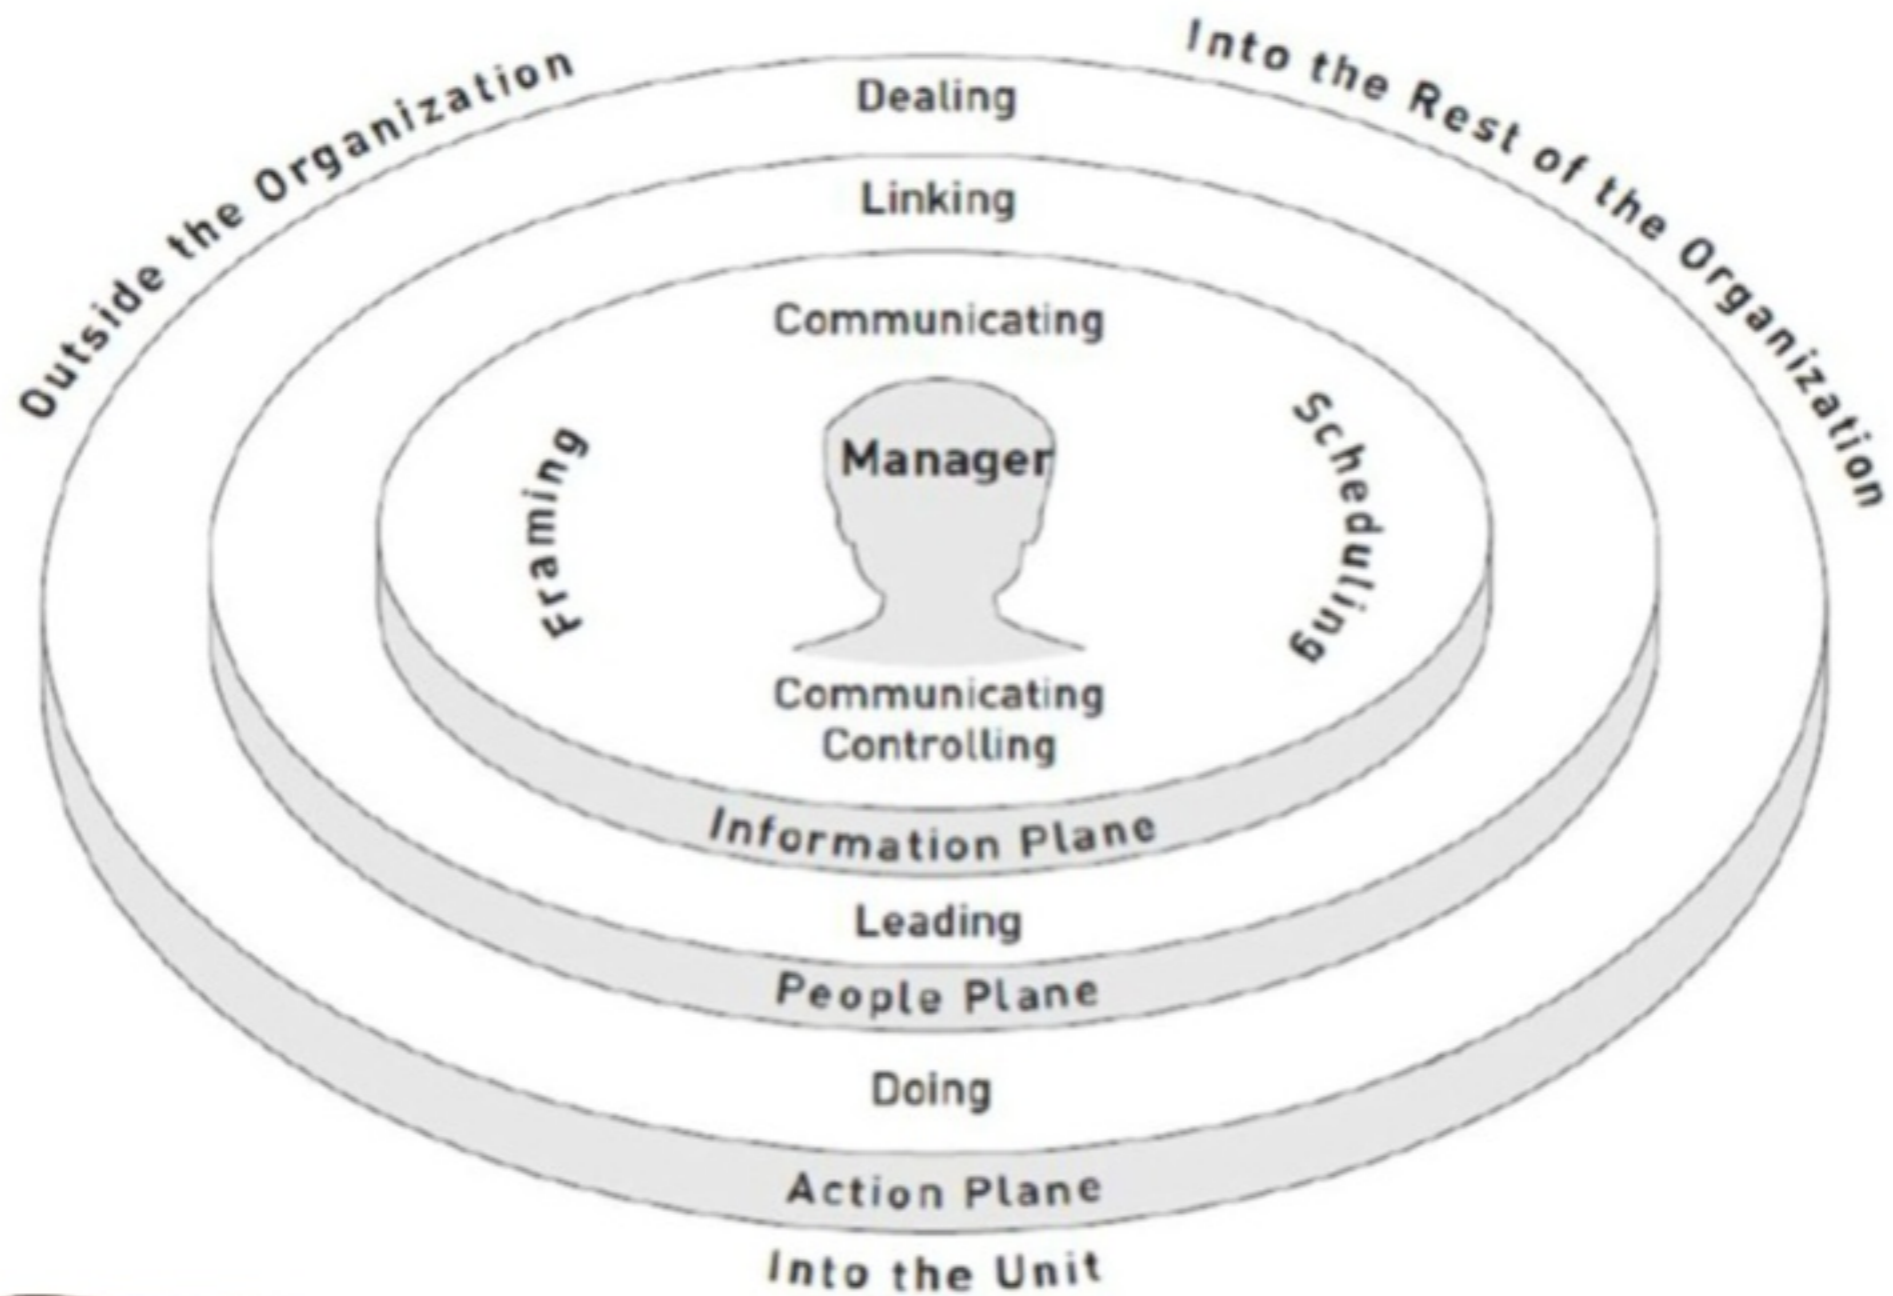 Outside the Organization
Into the Rest of the Organization
Dealing
Linking
Communicating
Manager
Framing
Scheduling
Communicating
Controlling
Information Plane
Leading
People Plane
Doing
Action Plane
Into the Unit